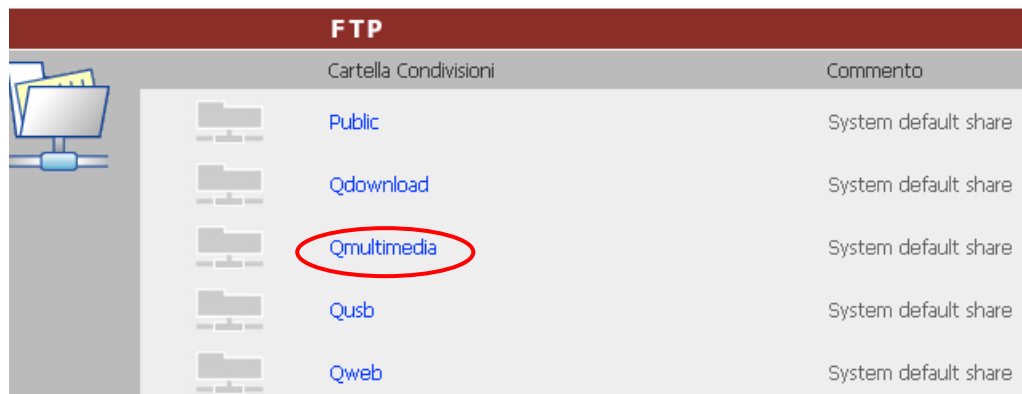 FTP
Cartella Condivisioni Commento
Public System default share
Qdownload System default share
Qmultimedia System default share
Qusb System default share
Qweb System default share